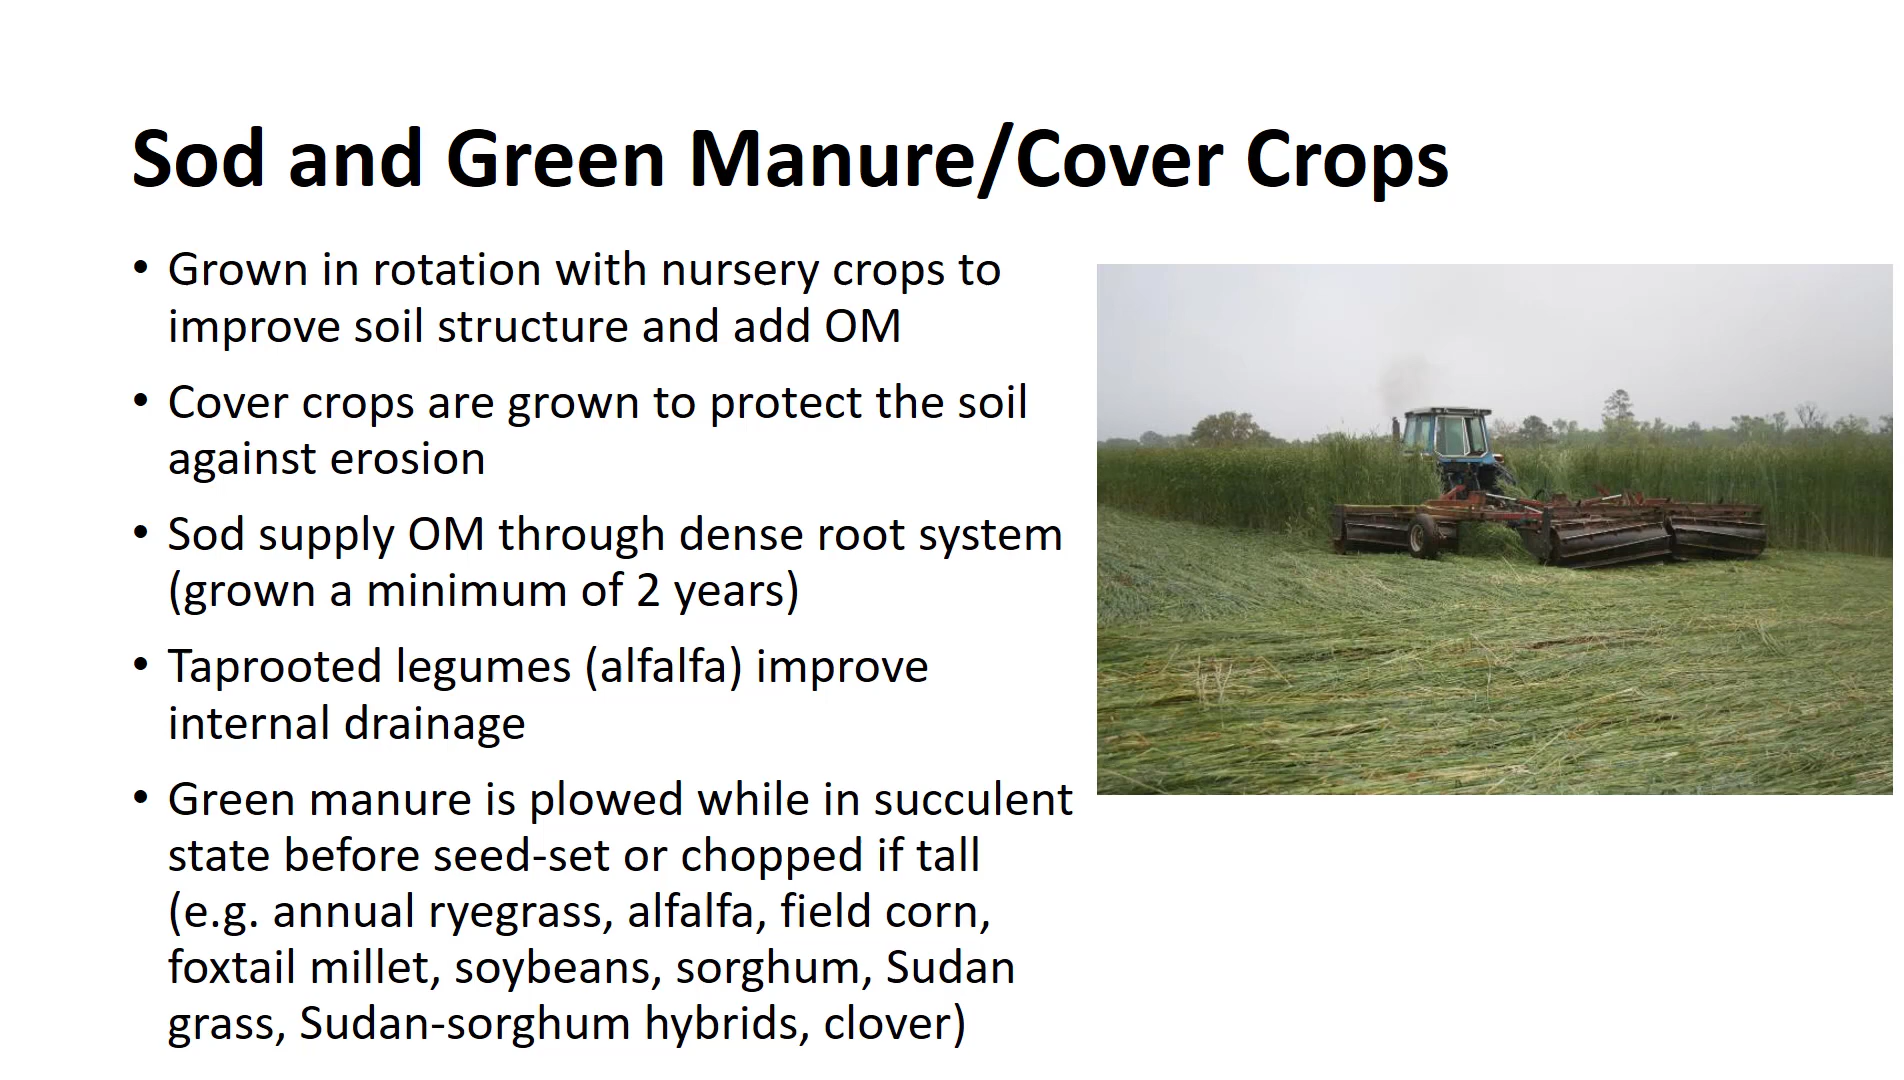 Sod and Green Manure/Cover Crops
• Grown in rotation with nursery crops to
improve soil structure and add OM
• Cover crops are grown to protect the soil
against erosion
• Sod supply OM through dense root system
(grown a minimum of 2 years)
• Taprooted legumes (alfalfa) improve
internal drainage
• Green manure is plowed while in succulent
state before seed-set or chopped if tall
(e.g. annual ryegrass, alfalfa, field corn,
foxtail millet, soybeans, sorghum, Sudan
grass, Sudan-sorghum hybrids, clover)